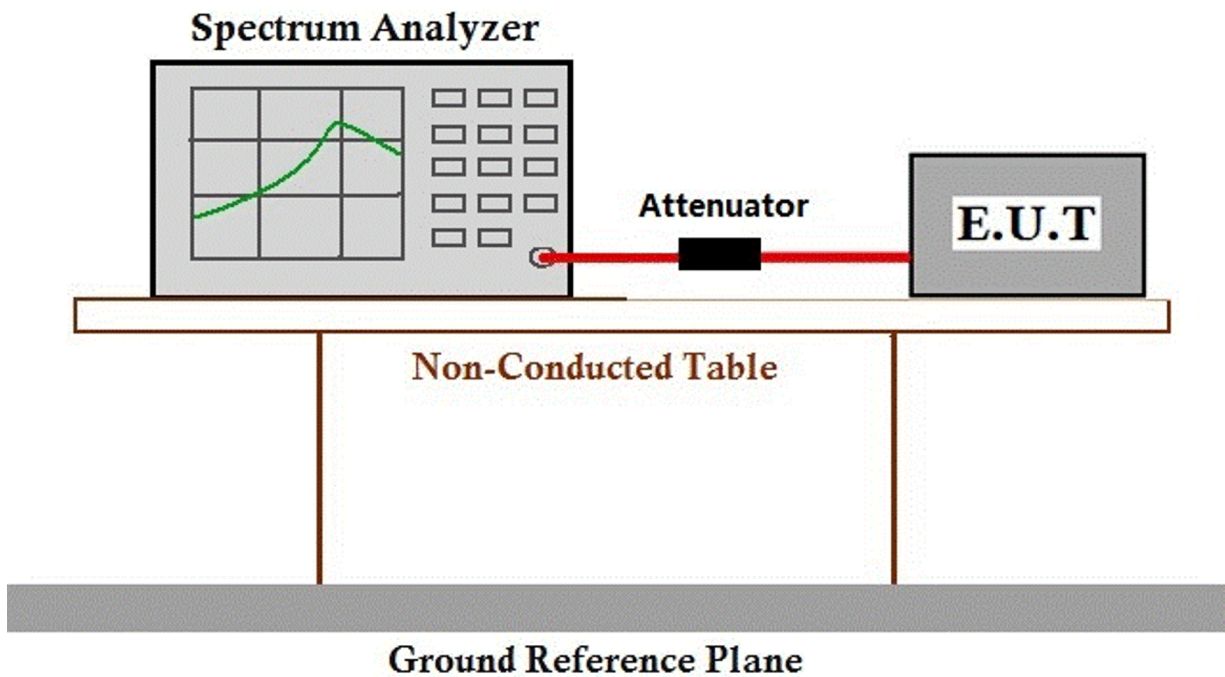 Spectrum Analyzer
Attenuator
E.U.T
Non-Conducted Table
Ground Reference Plane